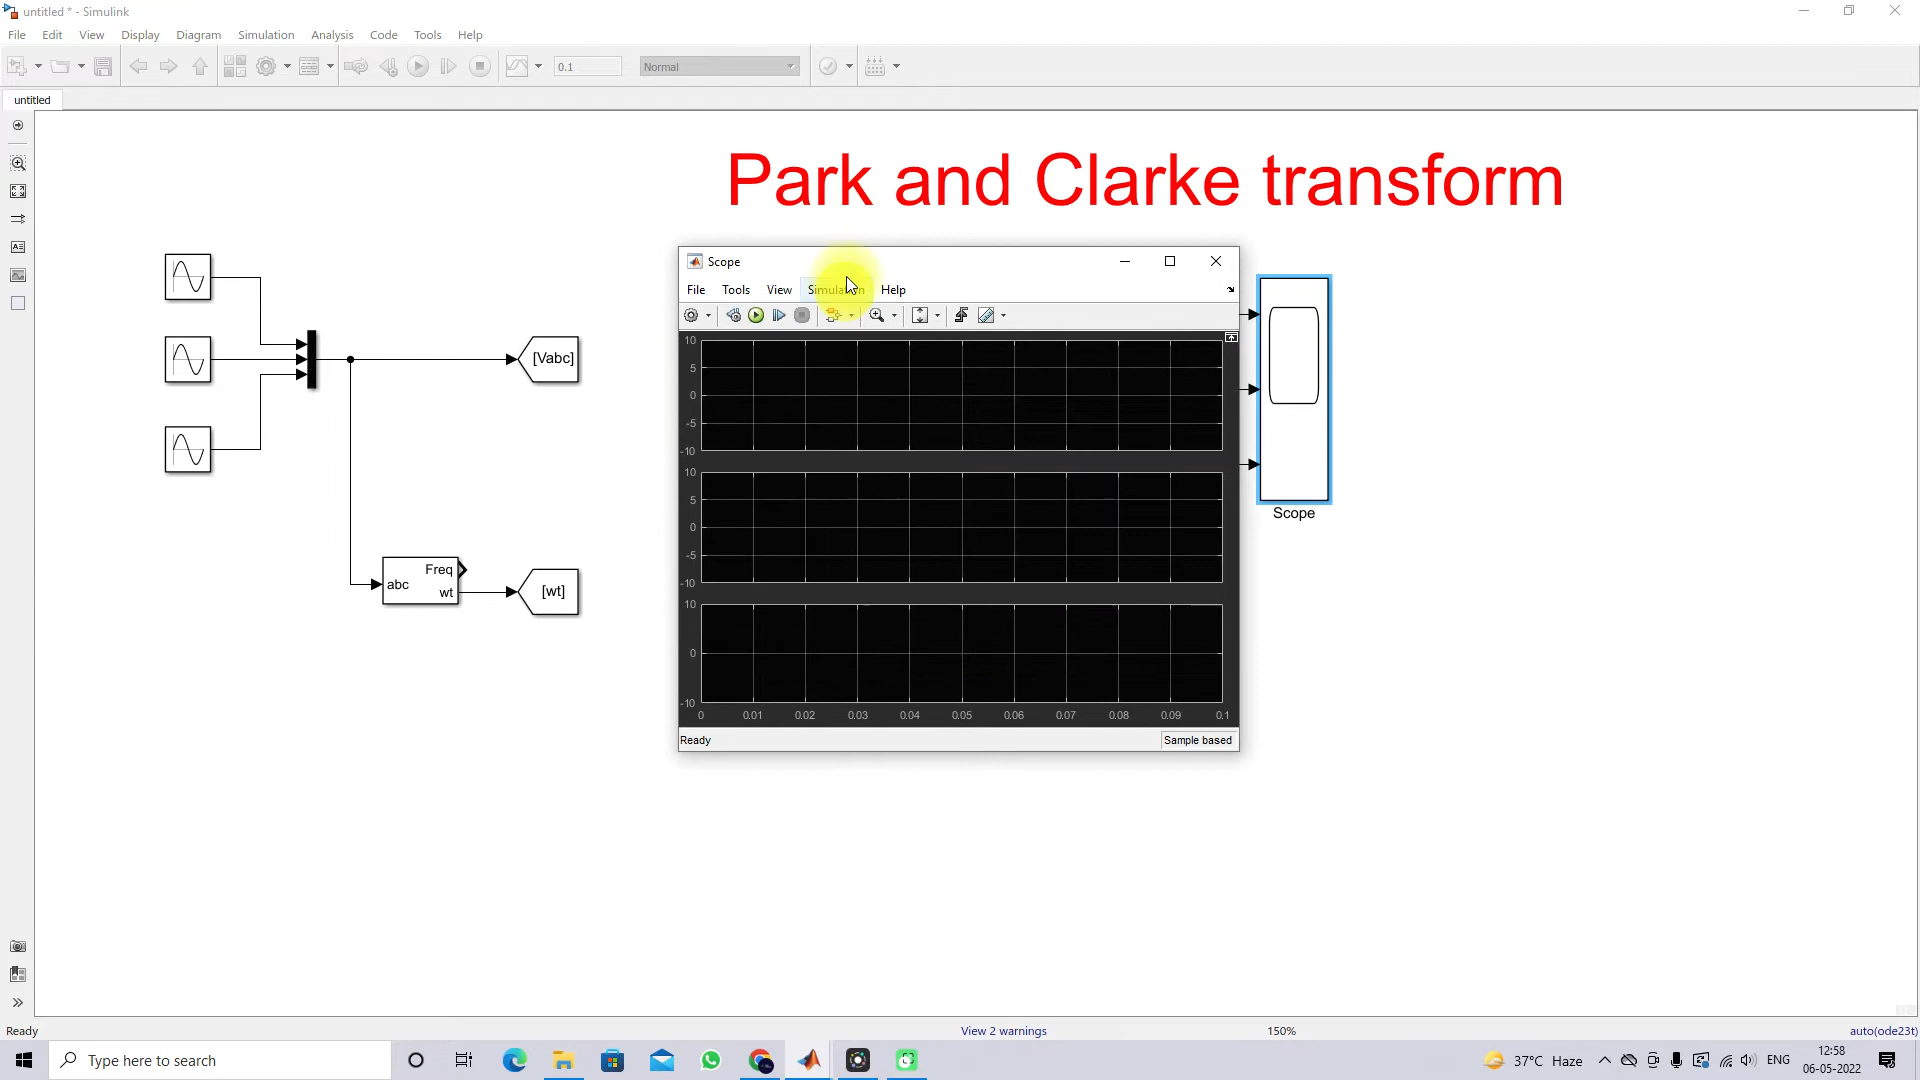 untitled * - Simulink
File Edit View Display Diagram Simulation Analysis Code Tools Help
0.1 Normal
untitled
Park and Clarke transform
Scope
File Tools View Simulation Help
10
5
0
-5
-10
10
5
0
-5
-10
10
0
-10
0 0.01 0.02 0.03 0.04 0.05 0.06 0.07 0.08 0.09 0.1
Ready Sample based
[Vabc]
Scope
Freq
abc
wt
[wt]
Ready View 2 warnings 150% auto(ode23t)
Type here to search
37°C Haze
ENG
12:58
06-05-2022